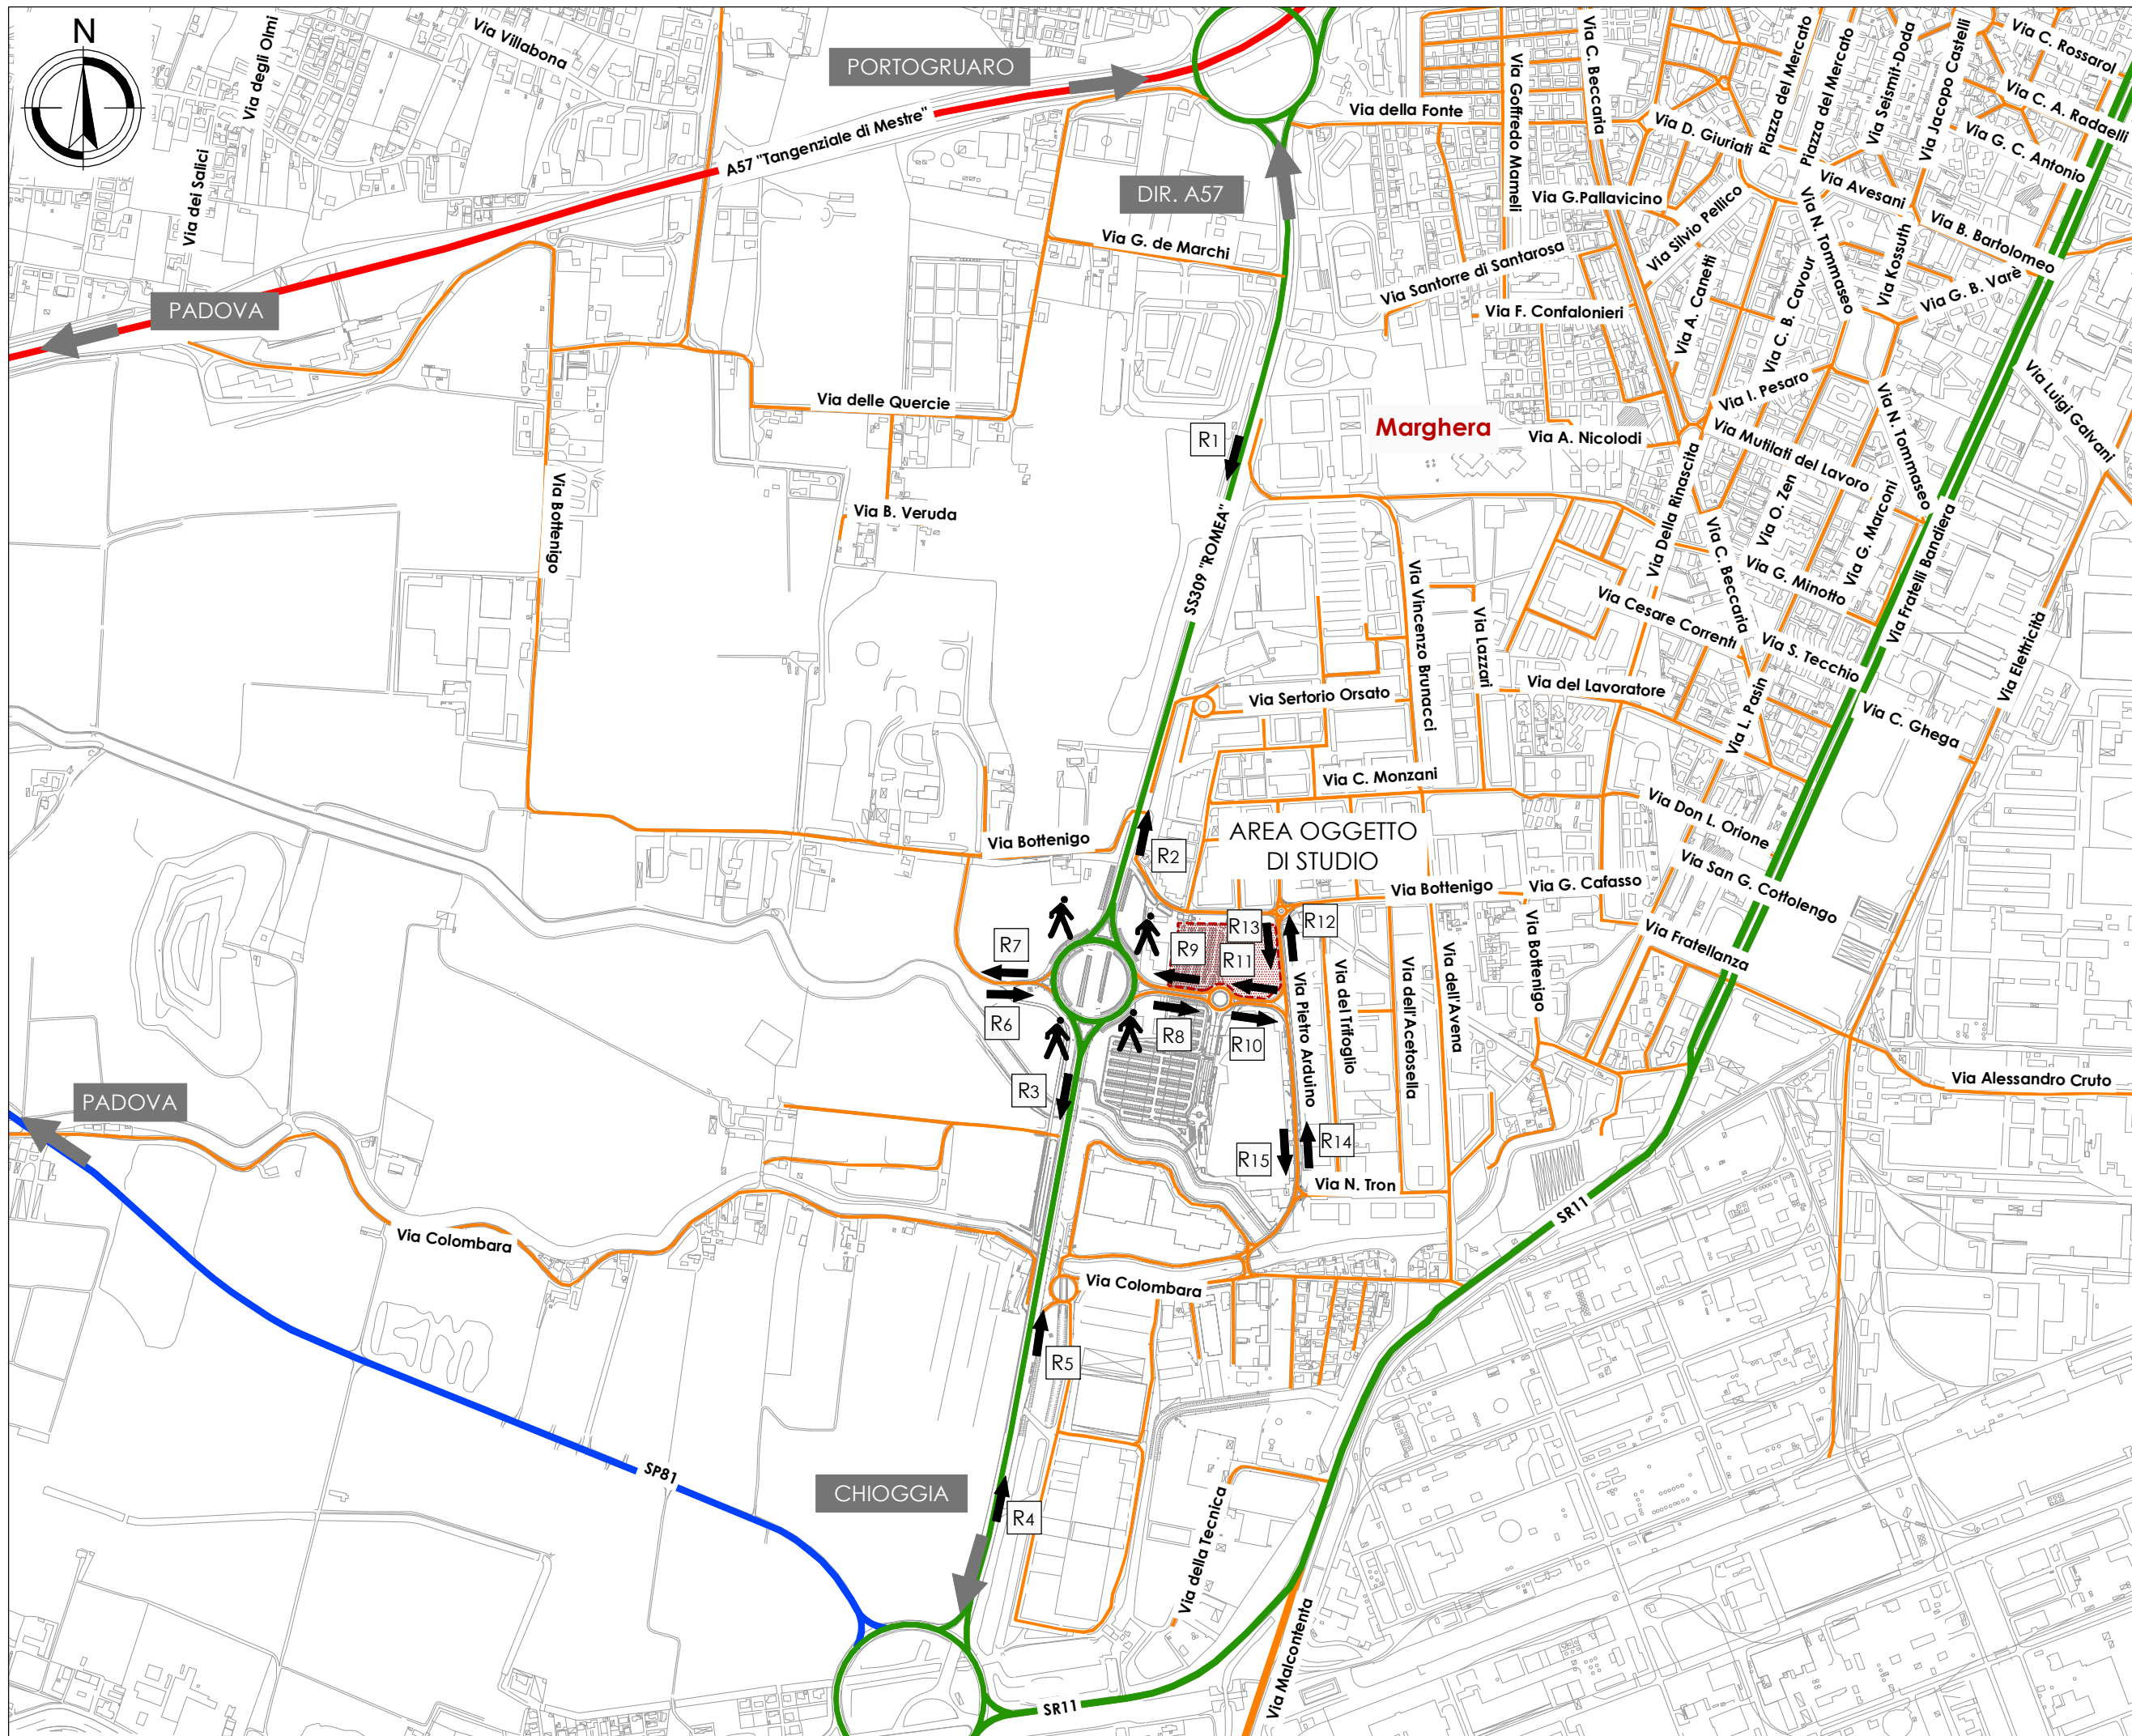 N
Via degli Olmi
Via Villabona
PORTOGRUARO
A57 "Tangenziale di Mestre"
Via dei Salici
PADOVA
DIR. A57
Via G. de Marchi
Via della Fonte
Via Goffredo Mameli
Via C. Beccaria
Via D. Giuriati
Piazza del Mercato
Piazza del Mercato
Via Seismit-Doda
Via Jacopo Castelli
Via C. Rossarol
Via C. A. Radaelli
Via G. C. Antonio
Via Avesani
Via G.Pallavicino
Via Silvio Pellico
Via N. Tommaseo
Via B. Bartolomeo
Via Kossuth
Via G. B. Varè
Via Santorre di Santarosa
Via F. Confalonieri
Via A. Canetti
Via C. B. Cavour
Via I. Pesaro
Via N. Tommaseo
Via Luigi Galvani
Via delle Quercie
R1
Marghera
Via A. Nicolodi
Via Mutilati del Lavoro
Via Della Rinascita
Via O. Zen
Via G. Marconi
Via Bottenigo
Via B. Veruda
SS309 "ROMEA"
Via Vincenzo Brunacci
Via Lazzari
Via C. Beccaria
Via G. Minotto
Via Cesare Correnti
Via S. Tecchio
Via Fratelli Bandiera
Via Elettricità
Via Sertorio Orsato
Via del Lavoratore
Via L. Pasin
Via C. Ghega
Via C. Monzani
Via Don L. Orione
Via Bottenigo
R2
AREA OGGETTO
DI STUDIO
Via Bottenigo
Via G. Cafasso
Via San G. Cottolengo
Via Fratellanza
R7
R9
R13
R11
R12
R6
R8
R10
Via Pietro Arduino
Via del Trifoglio
Via dell'Acetosella
Via dell'Avena
Via Bottenigo
R3
PADOVA
Via Alessandro Cruto
R14
R15
Via N. Tron
Via Colombara
Via Colombara
SR11
R5
SP81
CHIOGGIA
R4
Via della Tecnica
Via Malcontenta
SR11